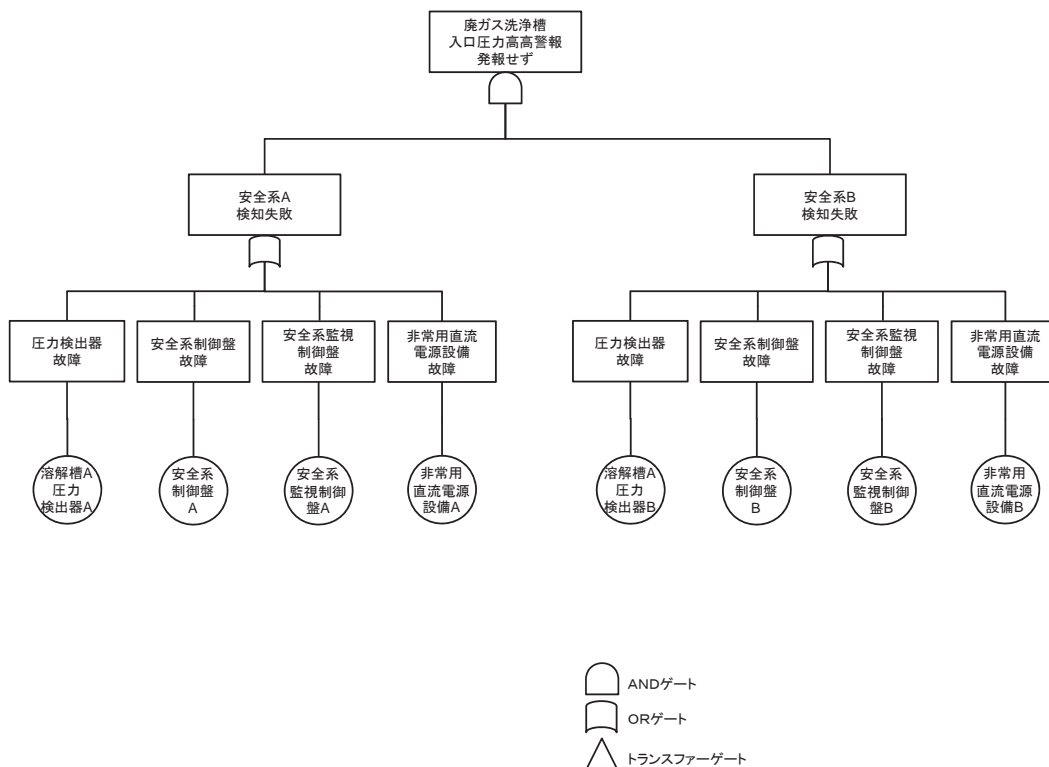 廃ガス洗浄槽
入口圧力高高警報
発報せず
安全系A
検知失敗
安全系B
検知失敗
圧力検出器
故障
安全系制御盤
故障
安全系監視
制御盤
故障
非常用直流
電源設備
故障
圧力検出器
故障
安全系制御盤
故障
安全系監視
制御盤
故障
非常用直流
電源設備
故障
溶解槽A
圧力
検出器A
安全系
制御盤
A
安全系
監視制御
盤A
非常用
直流電源
設備A
溶解槽A
圧力
検出器B
安全系
制御盤
B
安全系
監視制御
盤B
非常用
直流電源
設備B
ANDゲート
ORゲート
トランスファーゲート